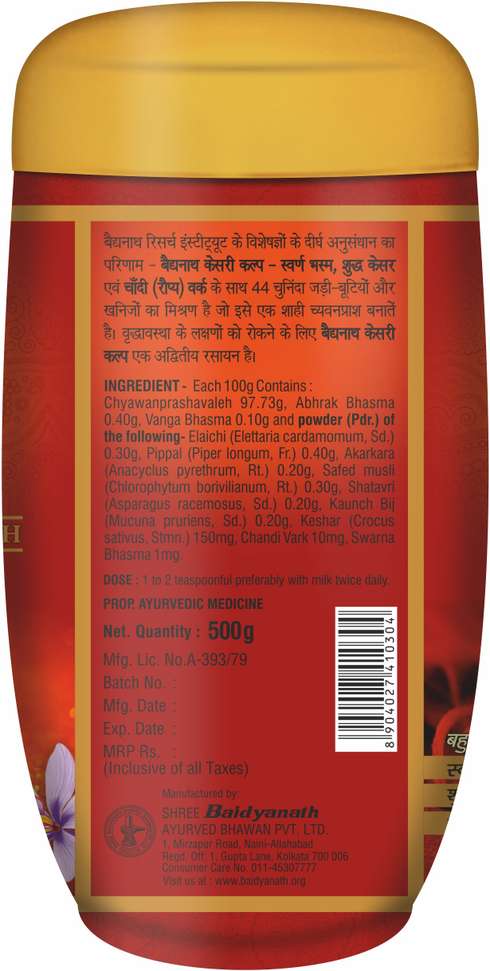 बैद्यनाथ रिसर्च इंस्टीट्यूट के विशेषज्ञों के दीर्घ अनुसंधान का
परिणाम - बैद्यनाथ केसरी कल्प - स्वर्ण भस्म, शुद्ध केसर
एवं चाँदी (रौप्य) वर्क के साथ 44 चुनिंदा जड़ी-बूटियों और
खनिजों का मिश्रण है जो इसे एक शाही च्यवनप्राश बनातें
है। वृद्धावस्था के लक्षणों को रोकने के लिए बैद्यनाथ केसरी
कल्प एक अद्वितीय रसायन है।
INGREDIENT - Each 100g Contains :
Chyawanprashavaleh 97.73g, Abhrak Bhasma
0.40g, Vanga Bhasma 0.10g and powder (Pdr.) of
the following- Elaichi (Elettaria cardamomum, Sd.)
0.30g, Pippal (Piper longum, Fr.) 0.40g, Akarkara
(Anacyclus pyrethrum, Rt.) 0.20g, Safed musli
(Chlorophytum borivilianum, Rt.) 0.30g, Shatavri
(Asparagus racemosus, Sd.) 0.20g, Kaunch Bij
(Mucuna pruriens, Sd.) 0.20g, Keshar (Crocus
sativus, Stmn.) 150mg, Chandi Vark 10mg, Swarna
Bhasma 1mg.
DOSE : 1 to 2 teaspoonful preferably with milk twice daily.
PROP. AYURVEDIC MEDICINE
Net. Quantity : 500g
Mfg. Lic. No.A-393/79
Batch No. :
Mfg. Date :
Exp. Date :
MRP Rs. :
(Inclusive of all Taxes)
8 904027 410304
Manufactured by:
SHREE Baidyanath
AYURVED BHAWAN PVT. LTD.
1, Mirzapur Road, Naini-Allahabad
Regd. Off: 1, Gupta Lane, Kolkata 700 006.
Consumer Care No. 011-45307777
Visit us at : www.baidyanath.org
H
बहु